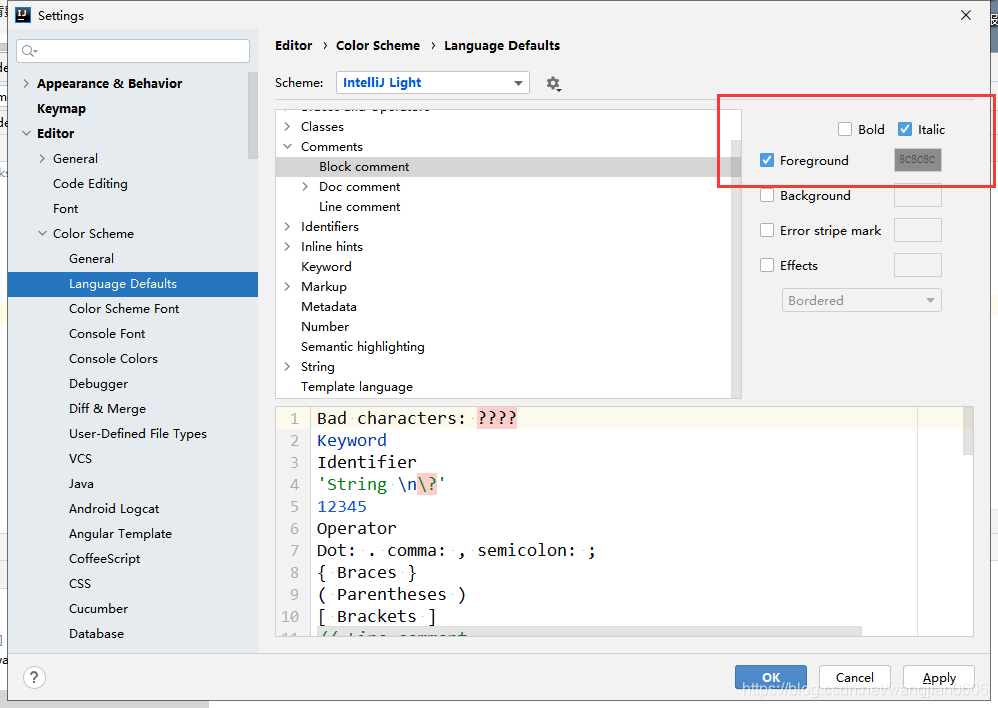 Settings
Editor › Color Scheme › Language Defaults
Scheme: IntelliJ Light
Appearance & Behavior
Keymap
Editor
General
Code Editing
Font
Color Scheme
General
Language Defaults
Color Scheme Font
Console Font
Console Colors
Debugger
Diff & Merge
User-Defined File Types
VCS
Java
Android Logcat
Angular Template
CoffeeScript
CSS
Cucumber
Database
Braces and Operators
Classes
Comments
Block comment
Doc comment
Line comment
Identifiers
Inline hints
Keyword
Markup
Metadata
Number
Semantic highlighting
String
Template language
Bold Italic
Foreground 8C8C8C
Background
Error stripe mark
Effects
Bordered
1 Bad characters: ????
2 Keyword
3 Identifier
4 'String \n\?'
5 12345
6 Operator
7 Dot: . comma: , semicolon: ;
8 { Braces }
9 ( Parentheses )
10 [ Brackets ]
11 // Line comment
?
OK Cancel Apply
https://blog.csdn.net/wangjian0606